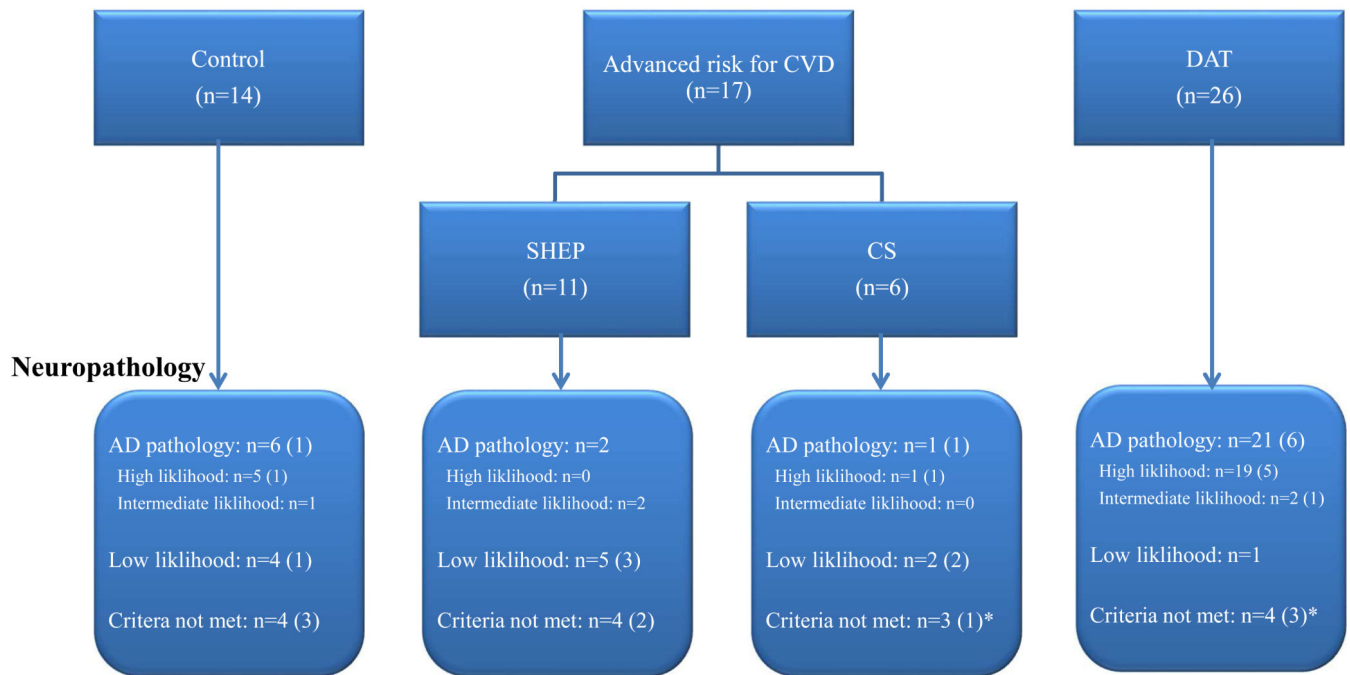 Control
(n=14)
Advanced risk for CVD
(n=17)
DAT
(n=26)
SHEP
(n=11)
CS
(n=6)
Neuropathology
AD pathology: n=6 (1)
High liklihood: n=5 (1)
Intermediate liklihood: n=1
Low liklihood: n=4 (1)
Critera not met: n=4 (3)
AD pathology: n=2
High liklihood: n=0
Intermediate liklihood: n=2
Low liklihood: n=5 (3)
Criteria not met: n=4 (2)
AD pathology: n=1 (1)
High liklihood: n=1 (1)
Intermediate liklihood: n=0
Low liklihood: n=2 (2)
Criteria not met: n=3 (1)*
AD pathology: n=21 (6)
High liklihood: n=19 (5)
Intermediate liklihood: n=2 (1)
Low liklihood: n=1
Criteria not met: n=4 (3)*